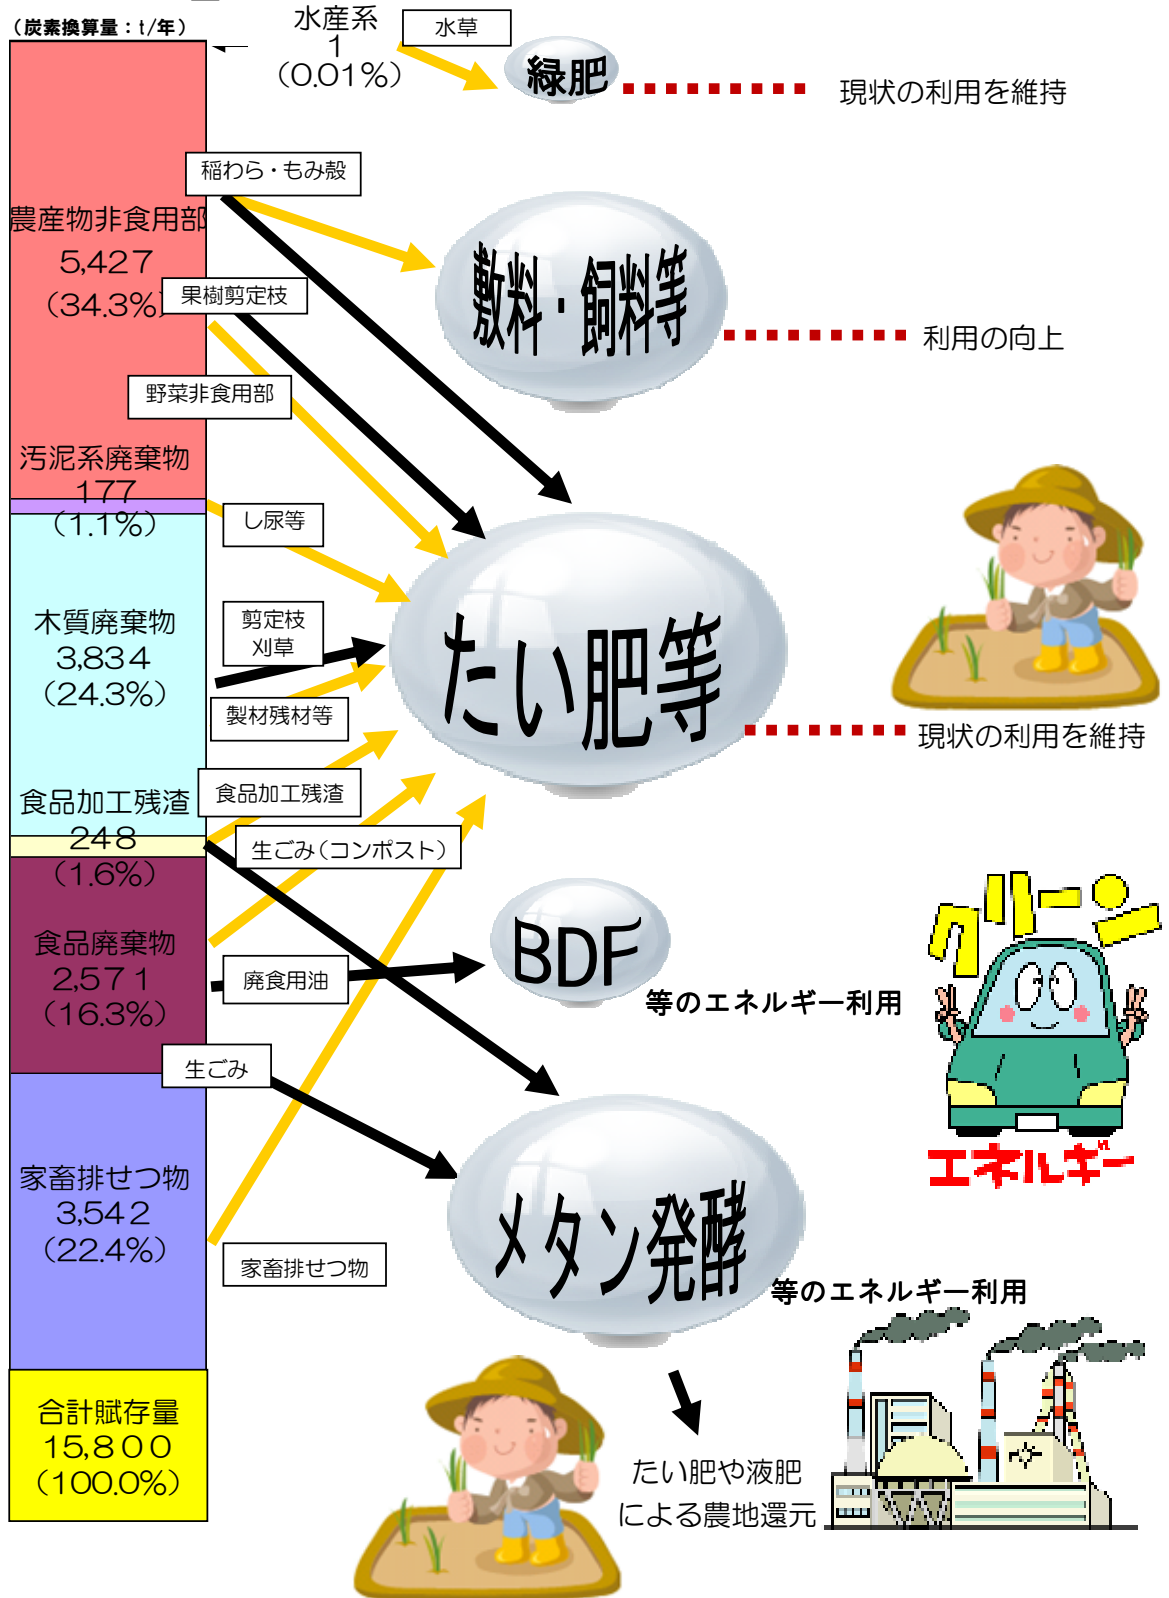 （炭素換算量：t/年）
水産系
1
（0.01%）
水草
緑肥
現状の利用を維持
稲わら・もみ殻
農産物非食用部
5,427
（34.3%）
敷料・飼料等
果樹剪定枝
利用の向上
野菜非食用部
汚泥系廃棄物
177
（1.1%）
し尿等
木質廃棄物
3,834
（24.3%）
剪定枝
刈草
たい肥等
製材残材等
現状の利用を維持
食品加工残渣
248
（1.6%）
食品加工残渣
生ごみ（コンポスト）
クリーン
食品廃棄物
2,571
（16.3%）
廃食用油
BDF
等のエネルギー利用
生ごみ
エネルギー
家畜排せつ物
3,542
（22.4%）
家畜排せつ物
メタン発酵
等のエネルギー利用
合計賦存量
15,800
（100.0%）
たい肥や液肥
による農地還元